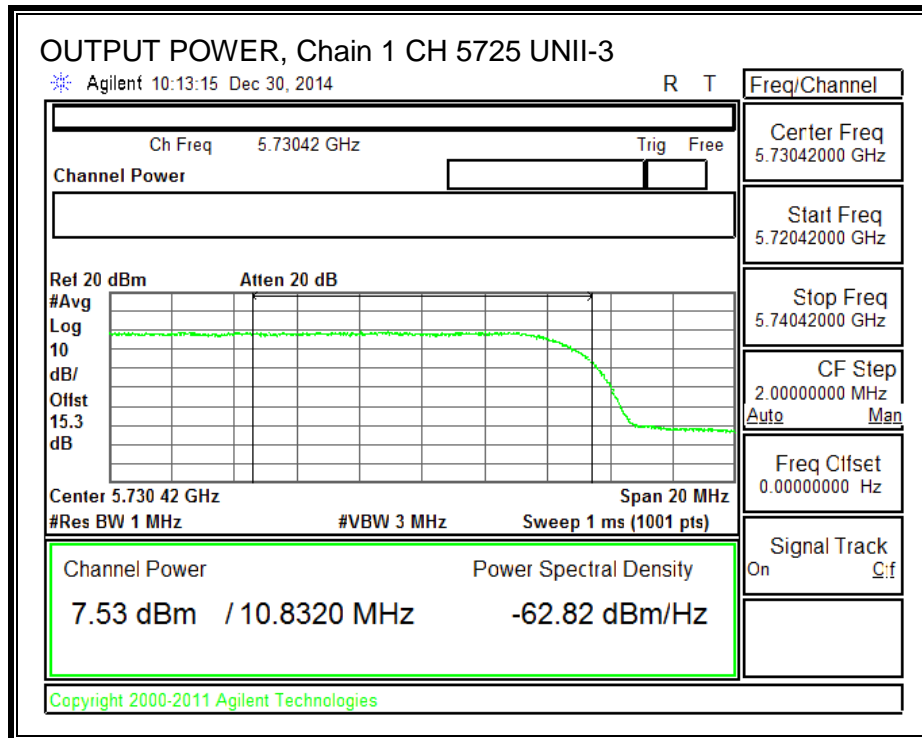 OUTPUT POWER, Chain 1 CH 5725 UNII-3
Agilent 10:13:15 Dec 30, 2014 R T
Ch Freq 5.73042 GHz Trig Free
Channel Power
Ref 20 dBm Atten 20 dB
#Avg
Log
10
dB/
Offst
15.3
dB
Center 5.730 42 GHz Span 20 MHz
#Res BW 1 MHz #VBW 3 MHz Sweep 1 ms (1001 pts)
Channel Power Power Spectral Density
7.53 dBm / 10.8320 MHz -62.82 dBm/Hz
Copyright 2000-2011 Agilent Technologies
Freq/Channel
Center Freq
5.73042000 GHz
Start Freq
5.72042000 GHz
Stop Freq
5.74042000 GHz
CF Step
2.00000000 MHz
Auto Man
Freq Offset
0.00000000 Hz
Signal Track
On Off